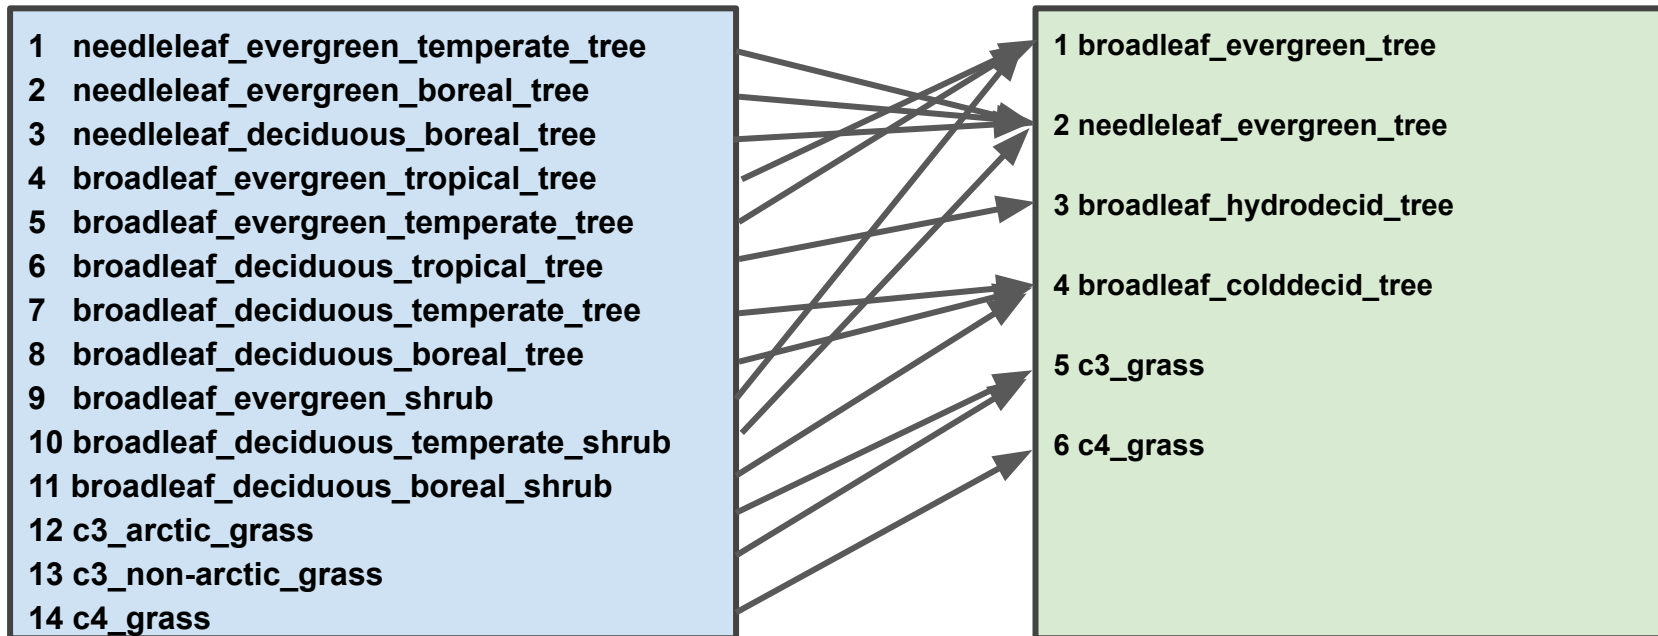 1 needleleaf_evergreen_temperate_tree
2 needleleaf_evergreen_boreal_tree
3 needleleaf_deciduous_boreal_tree
4 broadleaf_evergreen_tropical_tree
5 broadleaf_evergreen_temperate_tree
6 broadleaf_deciduous_tropical_tree
7 broadleaf_deciduous_temperate_tree
8 broadleaf_deciduous_boreal_tree
9 broadleaf_evergreen_shrub
10 broadleaf_deciduous_temperate_shrub
11 broadleaf_deciduous_boreal_shrub
12 c3_arctic_grass
13 c3_non-arctic_grass
14 c4_grass
1 broadleaf_evergreen_tree
2 needleleaf_evergreen_tree
3 broadleaf_hydrodecid_tree
4 broadleaf_colddecid_tree
5 c3_grass
6 c4_grass